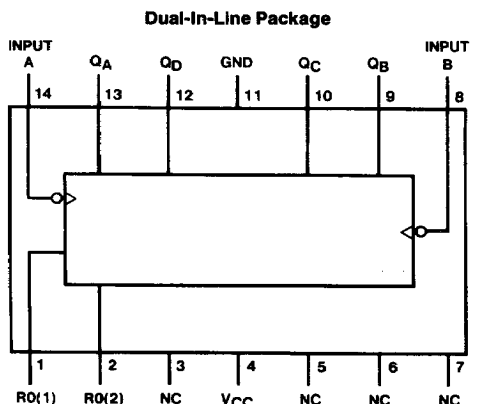 Dual-In-Line Package
INPUT A QA QD GND QC QB INPUT B
14 13 12 11 10 9 8
1 2 3 4 5 6 7
R0(1) R0(2) NC VCC NC NC NC